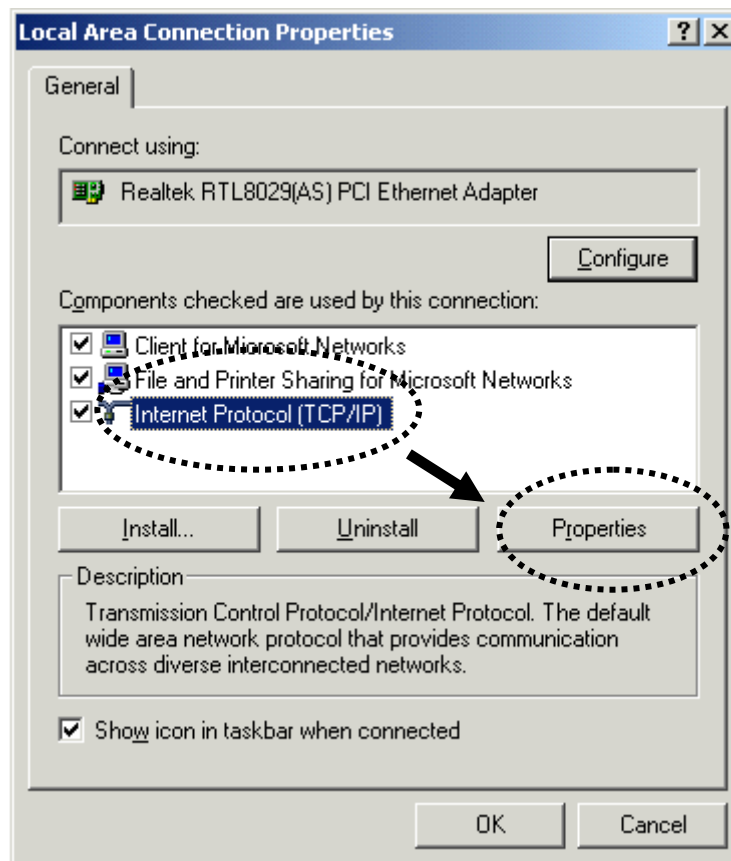 Local Area Connection Properties
General
Connect using:
Realtek RTL8029(AS) PCI Ethernet Adapter
Configure
Components checked are used by this connection:
Client for Microsoft Networks
File and Printer Sharing for Microsoft Networks
Internet Protocol (TCP/IP)
Install... Uninstall Properties
Description
Transmission Control Protocol/Internet Protocol. The default
wide area network protocol that provides communication
across diverse interconnected networks.
Show icon in taskbar when connected
OK Cancel